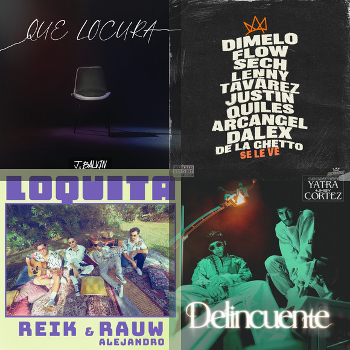 QUE LOCURA
J. BALVIN
DIMELO
FLOW
SECH
LENNY
TAVÁREZ
JUSTIN
QUILES
ARCANGEL
DALEX
DE LA GHETTO
SE LE VE
LOQUITA
REIK & RAUW
ALEJANDRO
YATRA
CORTEZ
Delincuente